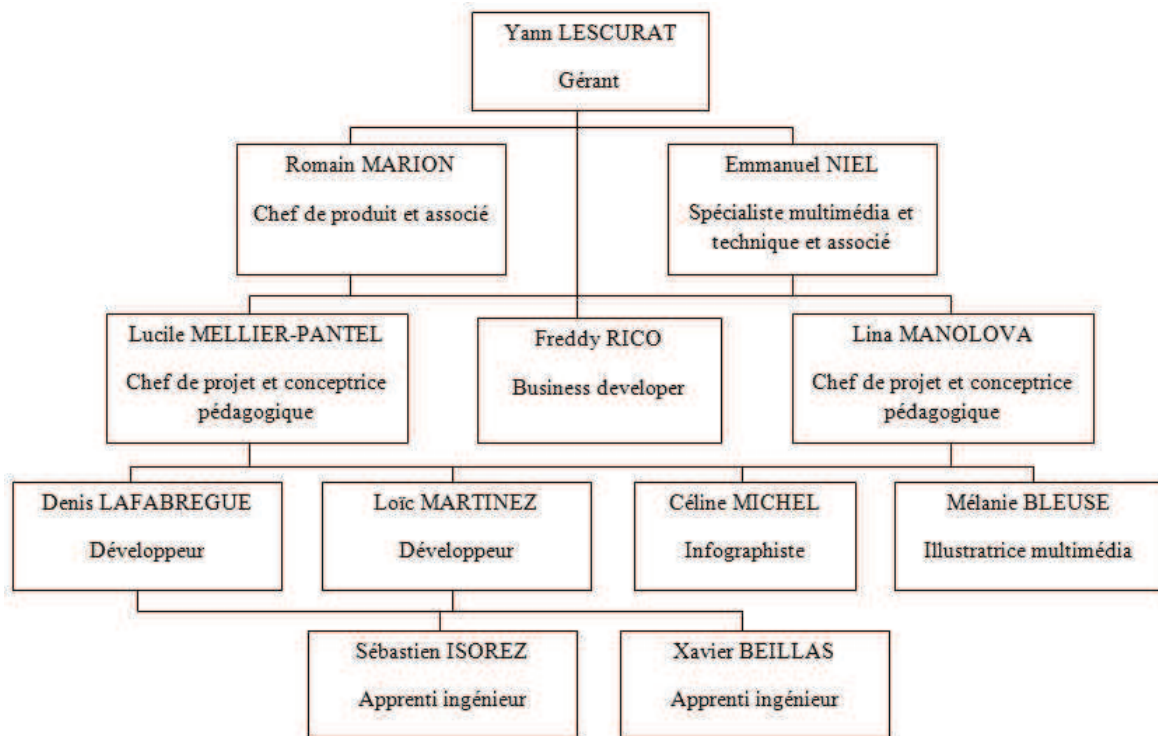 Yann LESCURAT
Gérant
Romain MARION
Chef de produit et associé
Emmanuel NIEL
Spécialiste multimédia et
technique et associé
Lucile MELLIER-PANTEL
Chef de projet et conceptrice
pédagogique
Freddy RICO
Business developer
Lina MANOLOVA
Chef de projet et conceptrice
pédagogique
Denis LAFABREGUE
Développeur
Loïc MARTINEZ
Développeur
Céline MICHEL
Infographiste
Mélanie BLEUSE
Illustratrice multimédia
Sébastien ISOREZ
Apprenti ingénieur
Xavier BEILLAS
Apprenti ingénieur